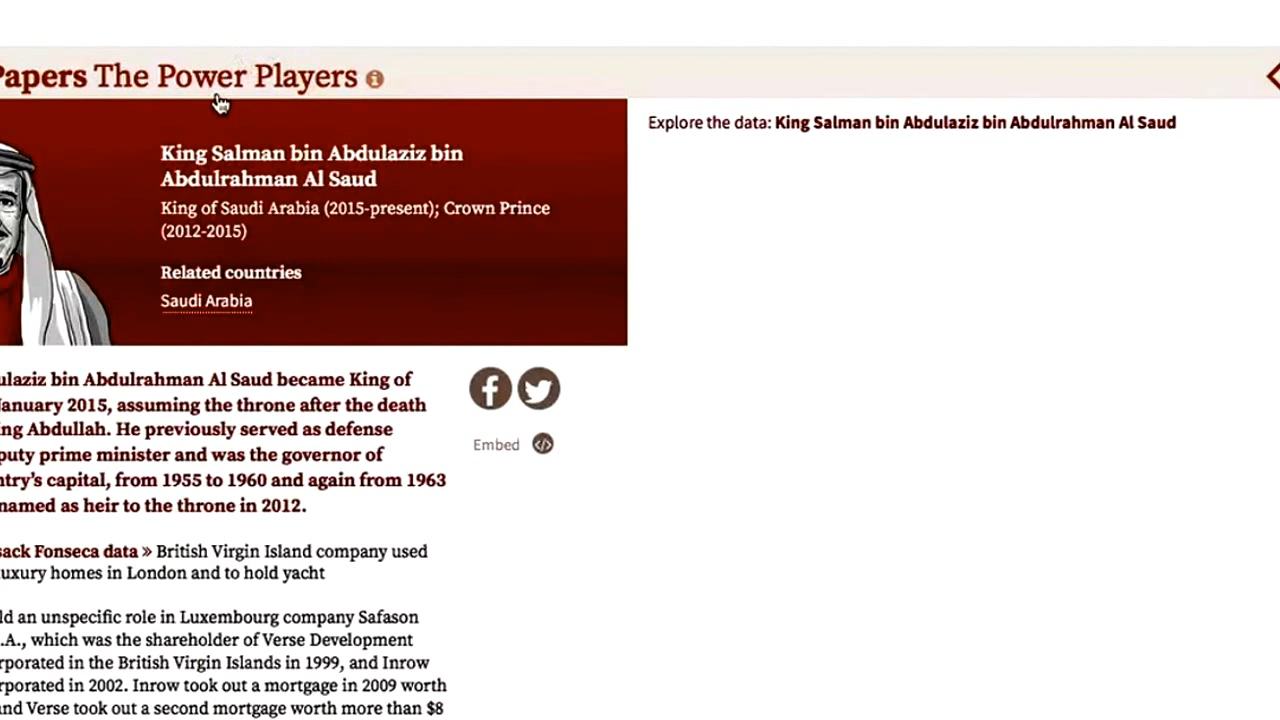 Papers The Power Players
King Salman bin Abdulaziz bin
Abdulrahman Al Saud
King of Saudi Arabia (2015-present); Crown Prince
(2012-2015)
Related countries
Saudi Arabia
Explore the data: King Salman bin Abdulaziz bin Abdulrahman Al Saud
ulaziz bin Abdulrahman Al Saud became King of
January 2015, assuming the throne after the death
ing Abdullah. He previously served as defense
puty prime minister and was the governor of
ntry's capital, from 1955 to 1960 and again from 1963
named as heir to the throne in 2012.
Embed
sack Fonseca data » British Virgin Island company used
luxury homes in London and to hold yacht
ld an unspecific role in Luxembourg company Safason
.A., which was the shareholder of Verse Development
rporated in the British Virgin Islands in 1999, and Inrow
rporated in 2002. Inrow took out a mortgage in 2009 worth
and Verse took out a second mortgage worth more than $8